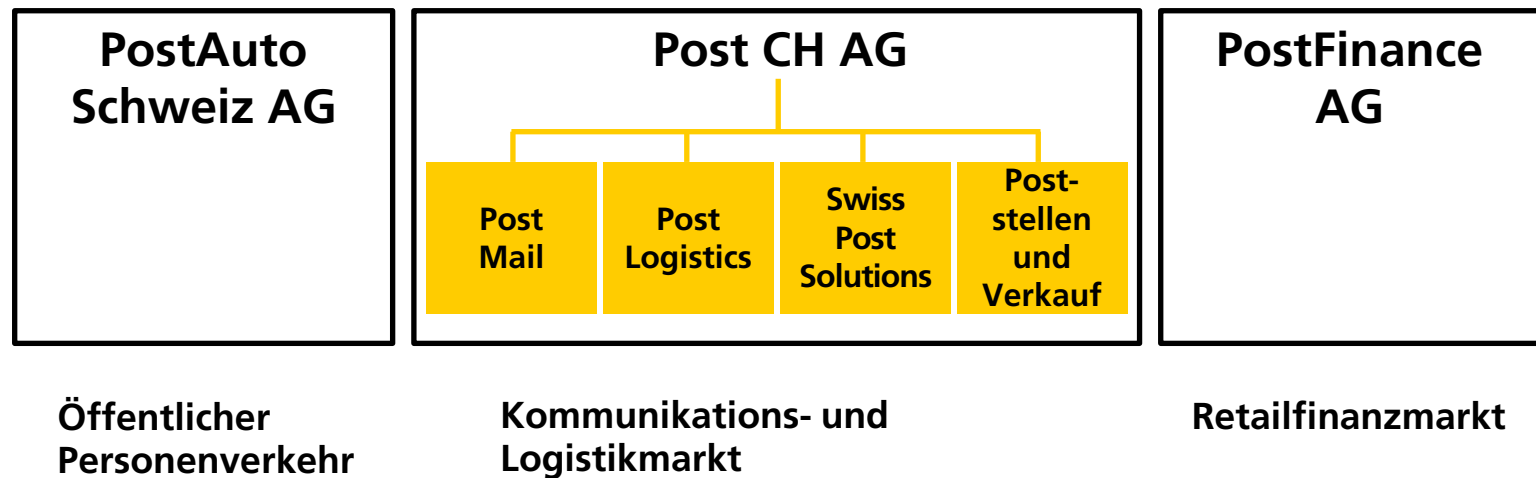 PostAuto
Schweiz AG
Post CH AG
Post
Mail
Post
Logistics
Swiss
Post
Solutions
Post-
stellen
und
Verkauf
PostFinance
AG
Öffentlicher
Personenverkehr
Kommunikations- und
Logistikmarkt
Retailfinanzmarkt